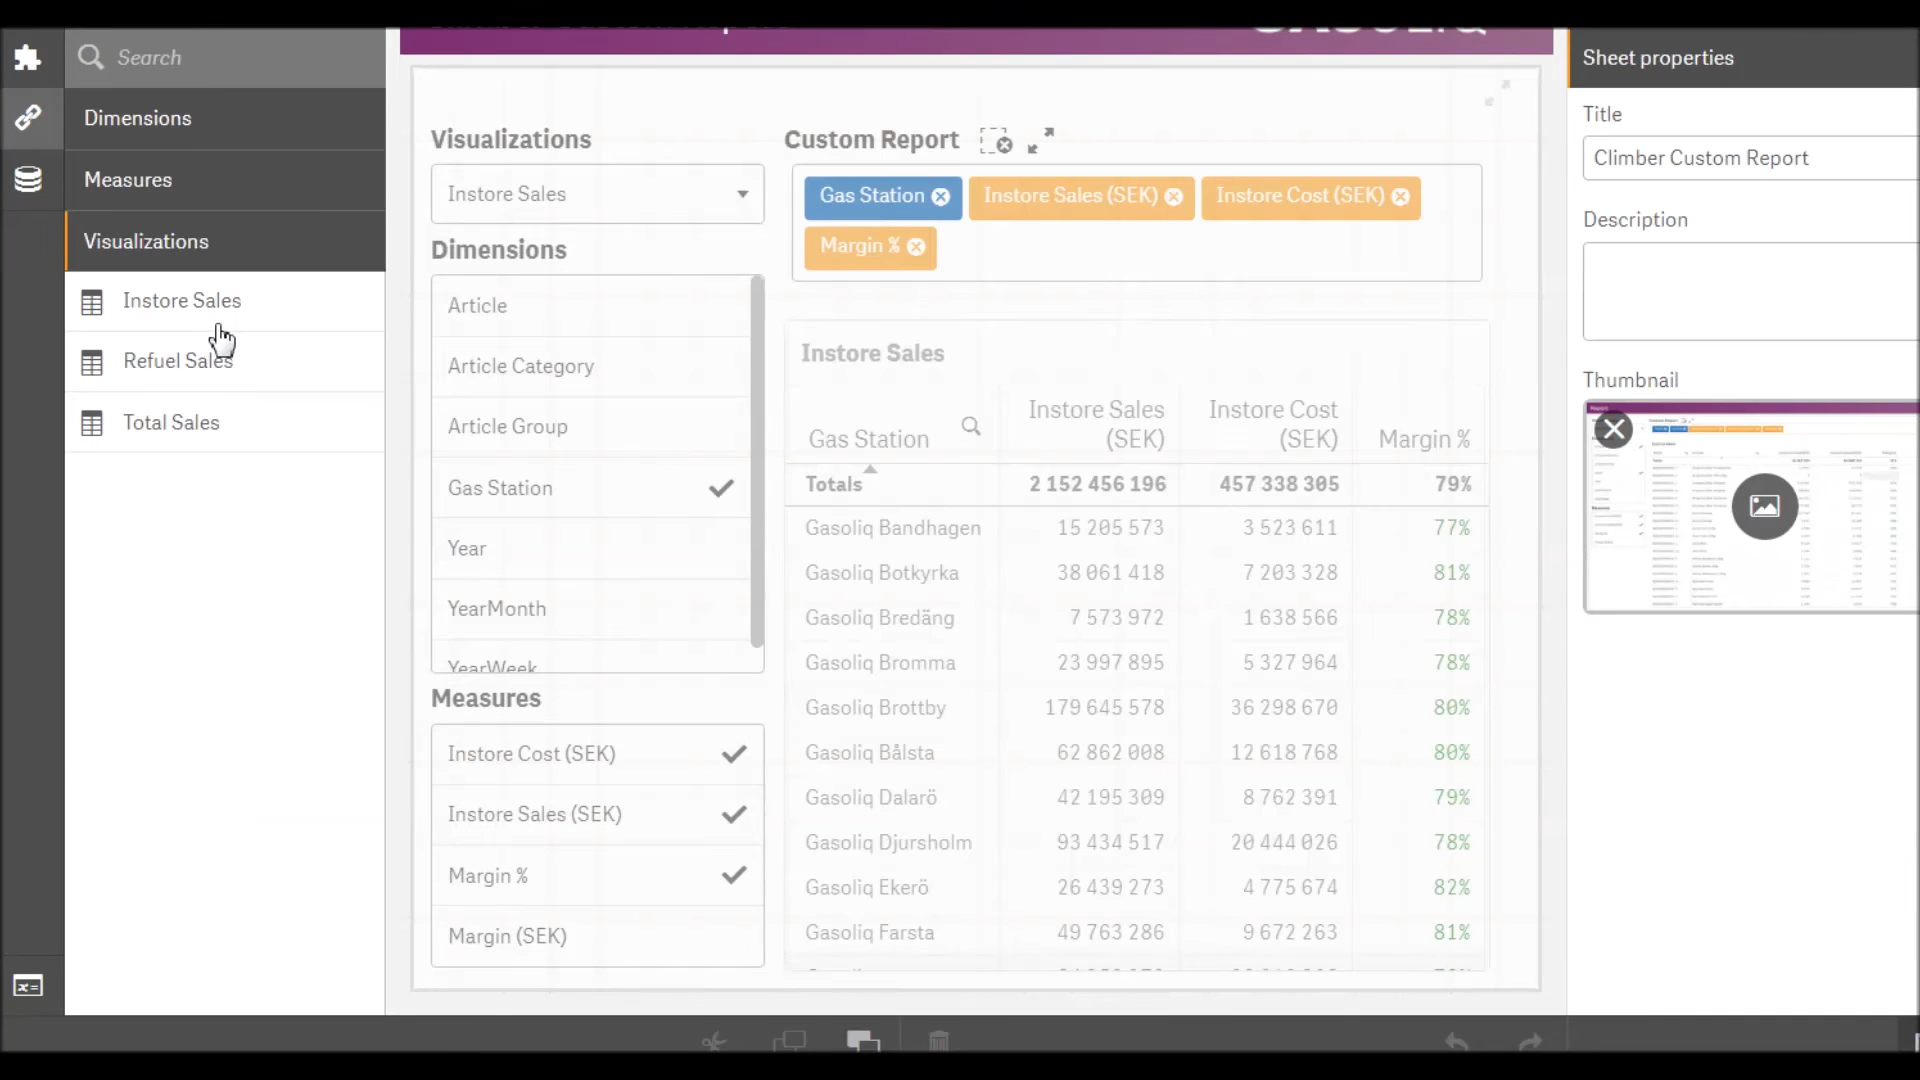 Search
Dimensions
Measures
Visualizations
Instore Sales
Refuel Sales
Total Sales
Visualizations
Instore Sales
Dimensions
Article
Article Category
Article Group
Gas Station
Year
YearMonth
YearWeek
Measures
Instore Cost (SEK)
Instore Sales (SEK)
Margin %
Margin (SEK)
Custom Report
Gas Station Instore Sales (SEK) Instore Cost (SEK)
Margin %
Instore Sales
Gas Station Instore Sales (SEK) Instore Cost (SEK) Margin %
Totals 2 152 456 196 457 338 305 79%
Gasoliq Bandhagen 15 205 573 3 523 611 77%
Gasoliq Botkyrka 38 061 418 7 203 328 81%
Gasoliq Bredäng 7 573 972 1 638 566 78%
Gasoliq Bromma 23 997 895 5 327 964 78%
Gasoliq Brottby 179 645 578 36 298 670 80%
Gasoliq Bålsta 62 862 008 12 618 768 80%
Gasoliq Dalarö 42 195 309 8 762 391 79%
Gasoliq Djursholm 93 434 517 20 444 026 78%
Gasoliq Ekerö 26 439 273 4 775 674 82%
Gasoliq Farsta 49 763 286 9 672 263 81%
Sheet properties
Title
Climber Custom Report
Description
Thumbnail